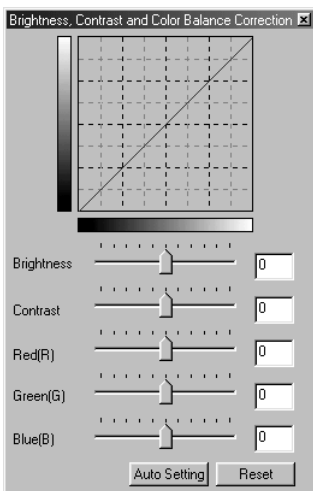 Brightness, Contrast and Color Balance Correction
Brightness 0
Contrast 0
Red(R) 0
Green(G) 0
Blue(B) 0
Auto Setting Reset